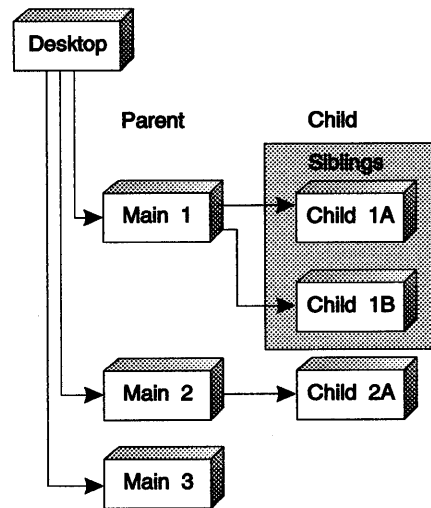 Desktop
Parent
Child
Siblings
Main 1
Child 1A
Child 1B
Main 2
Child 2A
Main 3